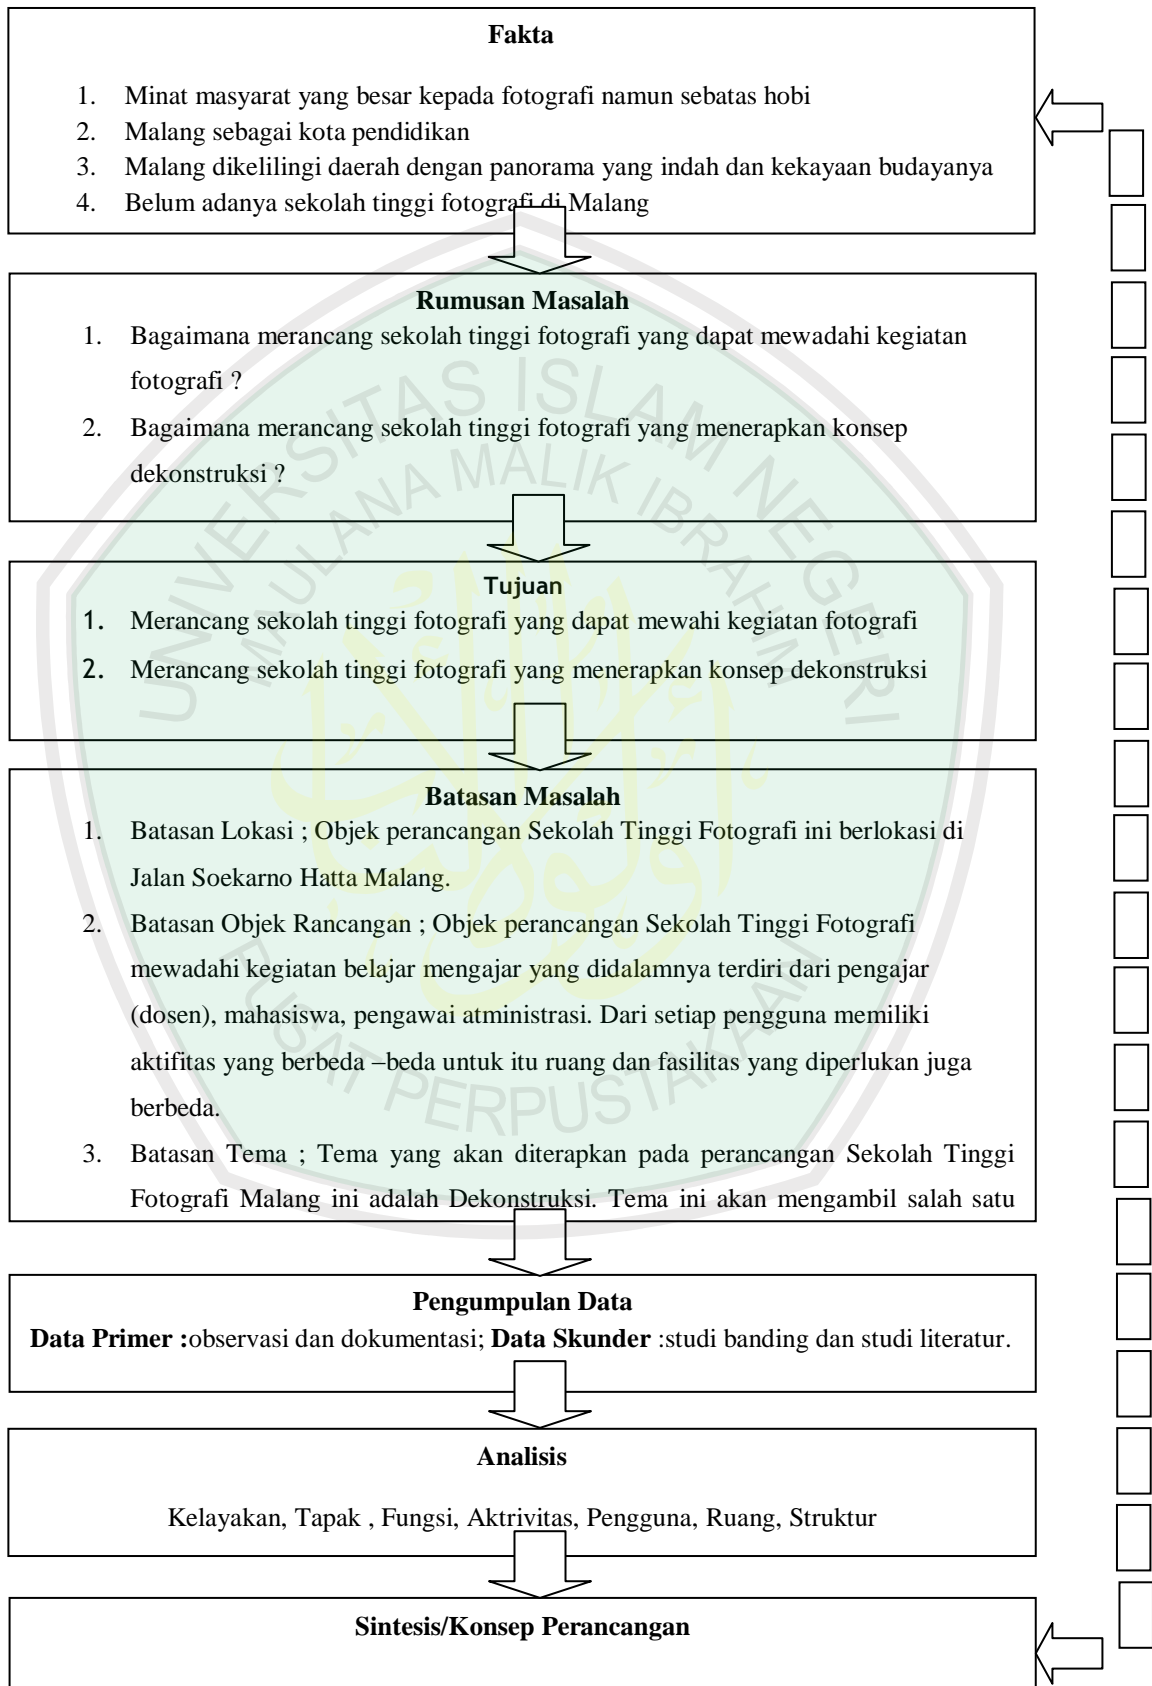 Fakta
1. Minat masyarat yang besar kepada fotografi namun sebatas hobi
2. Malang sebagai kota pendidikan
3. Malang dikelilingi daerah dengan panorama yang indah dan kekayaan budayanya
4. Belum adanya sekolah tinggi fotografi di Malang
Rumusan Masalah
1. Bagaimana merancang sekolah tinggi fotografi yang dapat mewadahi kegiatan
fotografi ?
2. Bagaimana merancang sekolah tinggi fotografi yang menerapkan konsep
dekonstruksi ?
Tujuan
1. Merancang sekolah tinggi fotografi yang dapat mewahi kegiatan fotografi
2. Merancang sekolah tinggi fotografi yang menerapkan konsep dekonstruksi
Batasan Masalah
1. Batasan Lokasi ; Objek perancangan Sekolah Tinggi Fotografi ini berlokasi di
Jalan Soekarno Hatta Malang.
2. Batasan Objek Rancangan ; Objek perancangan Sekolah Tinggi Fotografi
mewadahi kegiatan belajar mengajar yang didalamnya terdiri dari pengajar
(dosen), mahasiswa, pengawai atministrasi. Dari setiap pengguna memiliki
aktifitas yang berbeda –beda untuk itu ruang dan fasilitas yang diperlukan juga
berbeda.
3. Batasan Tema ; Tema yang akan diterapkan pada perancangan Sekolah Tinggi
Fotografi Malang ini adalah Dekonstruksi. Tema ini akan mengambil salah satu
Pengumpulan Data
Data Primer :observasi dan dokumentasi; Data Skunder :studi banding dan studi literatur.
Analisis
Kelayakan, Tapak , Fungsi, Aktrivitas, Pengguna, Ruang, Struktur
Sintesis/Konsep Perancangan
UNIVERSITAS ISLAM NEGERI
MAULANA MALIK IBRAHIM
PUSAT PERPUSTAKAAN